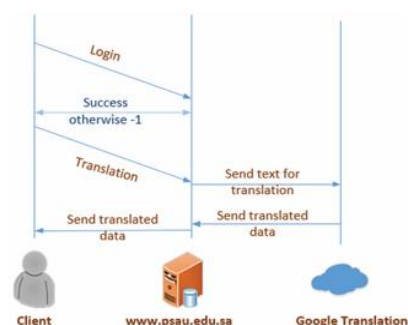 Login
Success
otherwise -1
Translation
Send text for
translation
Send translated
data
Send translated
data
Client
www.psau.edu.sa
Google Translation